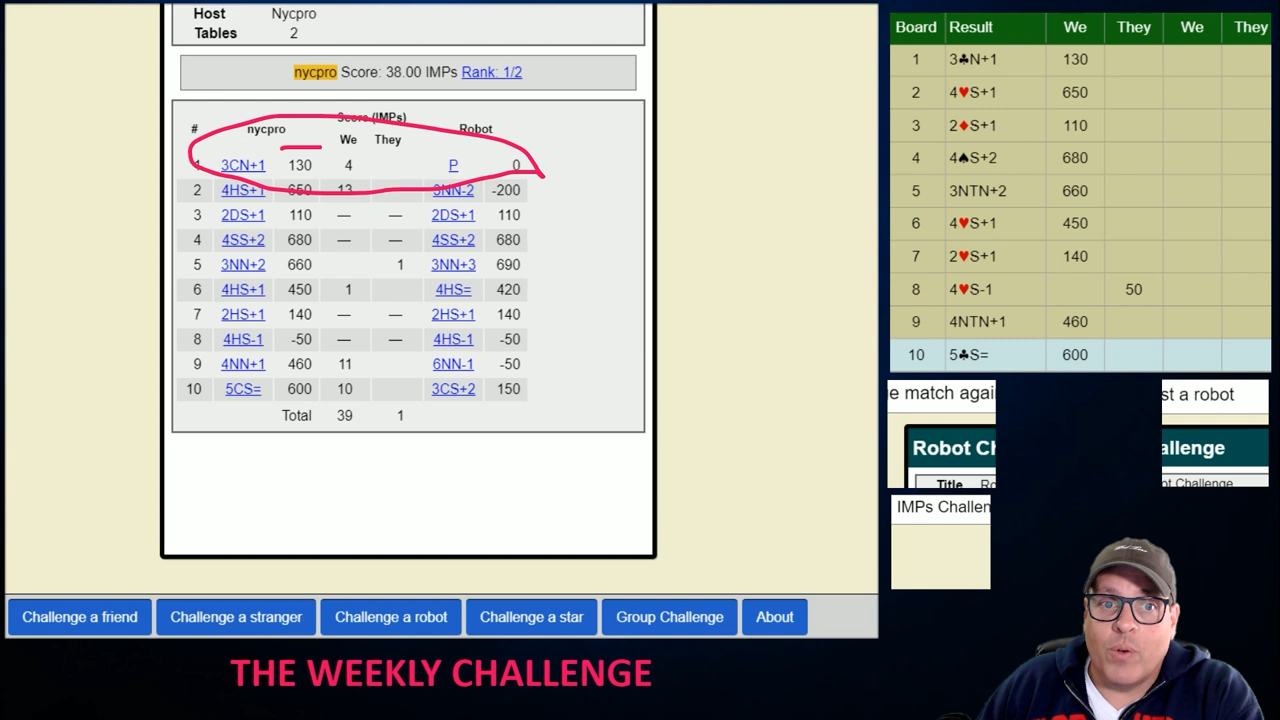 Host Nycpro
Tables 2
nycpro Score: 38.00 IMPs Rank: 1/2
Score (IMPs)
# nycpro We They Robot
1 3CN+1 130 4 P 0
2 4HS+1 650 13 3NN-2 -200
3 2DS+1 110 — — 2DS+1 110
4 4SS+2 680 — — 4SS+2 680
5 3NN+2 660 1 3NN+3 690
6 4HS+1 450 1 4HS= 420
7 2HS+1 140 — — 2HS+1 140
8 4HS-1 -50 — — 4HS-1 -50
9 4NN+1 460 11 6NN-1 -50
10 5CS= 600 10 3CS+2 150
Total 39 1
Challenge a friend Challenge a stranger Challenge a robot Challenge a star Group Challenge About
THE WEEKLY CHALLENGE
Board Result We They We They
1 3♣N+1 130
2 4♥S+1 650
3 2♦S+1 110
4 4♠S+2 680
5 3NTN+2 660
6 4♥S+1 450
7 2♥S+1 140
8 4♥S-1 50
9 4NTN+1 460
10 5♣S= 600
e match agai st a robot
Robot Ch allenge
Title Ro ot Challenge
IMPs Challen